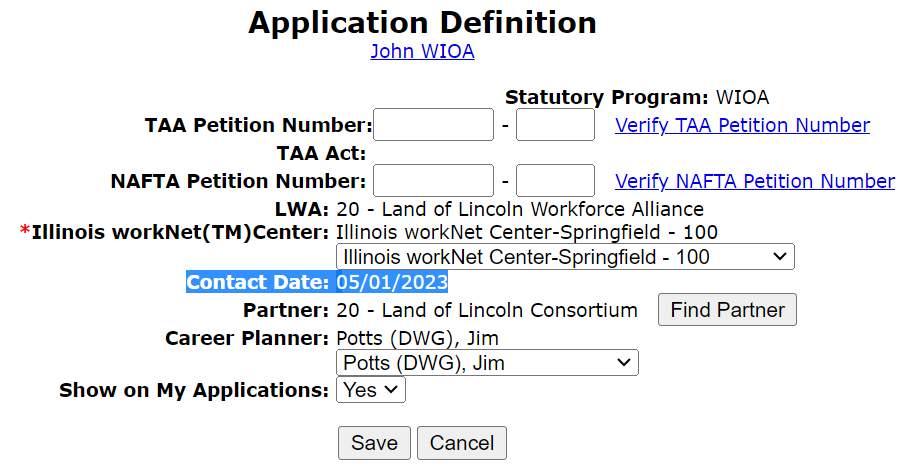 Application Definition
John WIOA
Statutory Program: WIOA
TAA Petition Number: - Verify TAA Petition Number
TAA Act:
NAFTA Petition Number: - Verify NAFTA Petition Number
LWA: 20 - Land of Lincoln Workforce Alliance
*Illinois workNet(TM)Center: Illinois workNet Center-Springfield - 100
Illinois workNet Center-Springfield - 100
Contact Date: 05/01/2023
Partner: 20 - Land of Lincoln Consortium Find Partner
Career Planner: Potts (DWG), Jim
Potts (DWG), Jim
Show on My Applications: Yes
Save Cancel